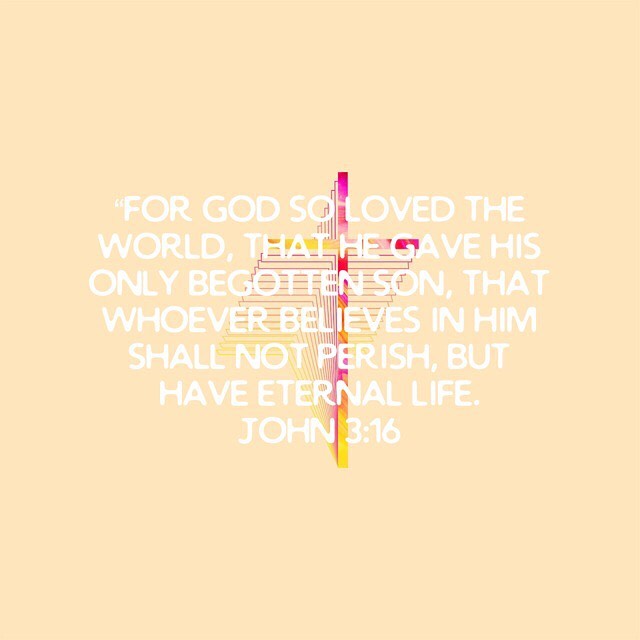 “FOR GOD SO LOVED THE
WORLD, THAT HE GAVE HIS
ONLY BEGOTTEN SON, THAT
WHOEVER BELIEVES IN HIM
SHALL NOT PERISH, BUT
HAVE ETERNAL LIFE.
JOHN 3:16